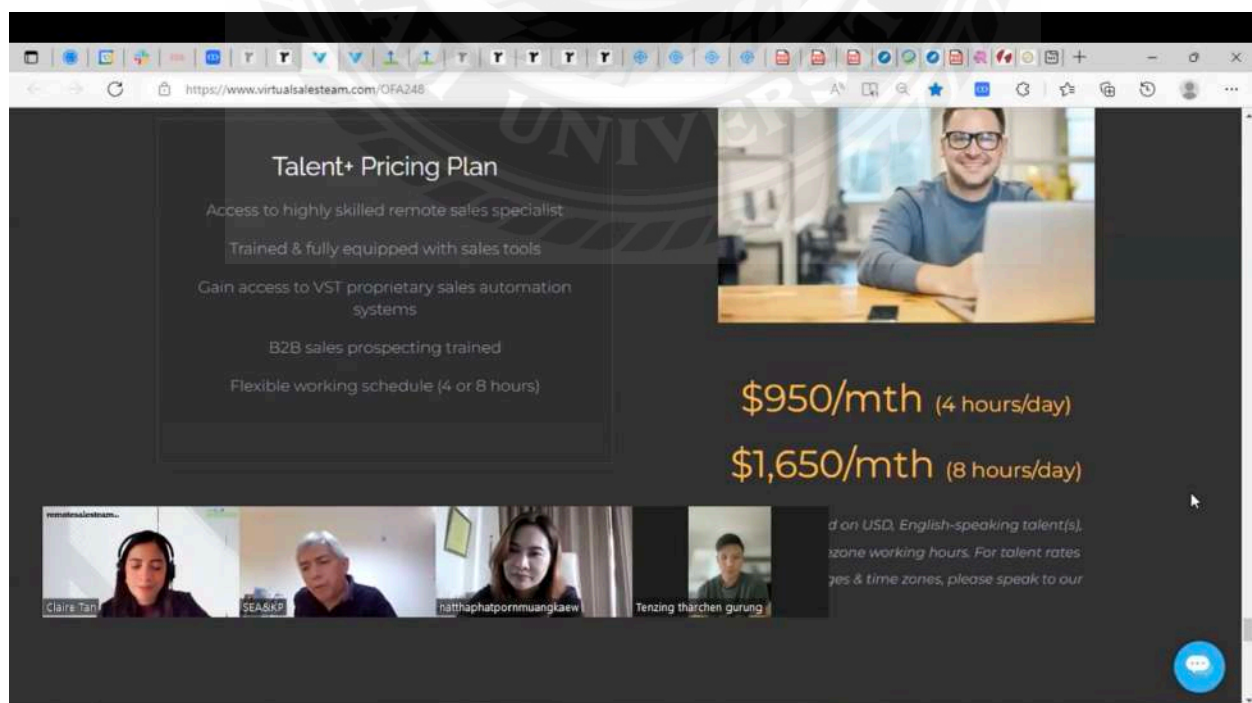 https://www.virtualsalesteam.com/OFA248
UNIVERS
Talent+ Pricing Plan
Access to highly skilled remote sales specialist
Trained & fully equipped with sales tools
Gain access to VST proprietary sales automation
systems
B2B sales prospecting trained
Flexible working schedule (4 or 8 hours)
$950/mth (4 hours/day)
$1,650/mth (8 hours/day)
d on USD, English-speaking talent(s),
ezone working hours. For talent rates
ges & time zones, please speak to our
remotesalesteam..
Claire Tan
SEA&KP
natthaphatpornmuangkaew
Tenzing tharchen gurung